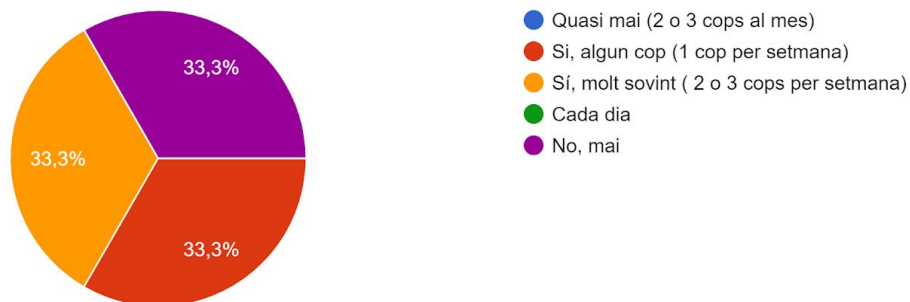 33,3%
33,3%
33,3%
Quasi mai (2 o 3 cops al mes)
Si, algun cop (1 cop per setmana)
Sí, molt sovint ( 2 o 3 cops per setmana)
Cada dia
No, mai